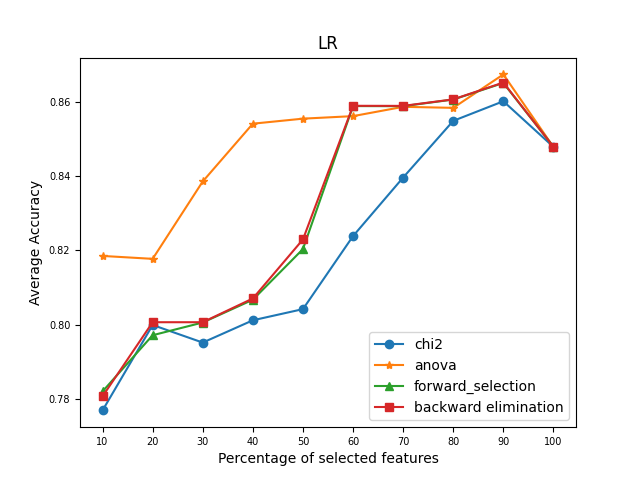 LR
Average Accuracy
0.86
0.84
0.82
0.80
0.78
chi2
anova
forward_selection
backward elimination
10 20 30 40 50 60 70 80 90 100
Percentage of selected features